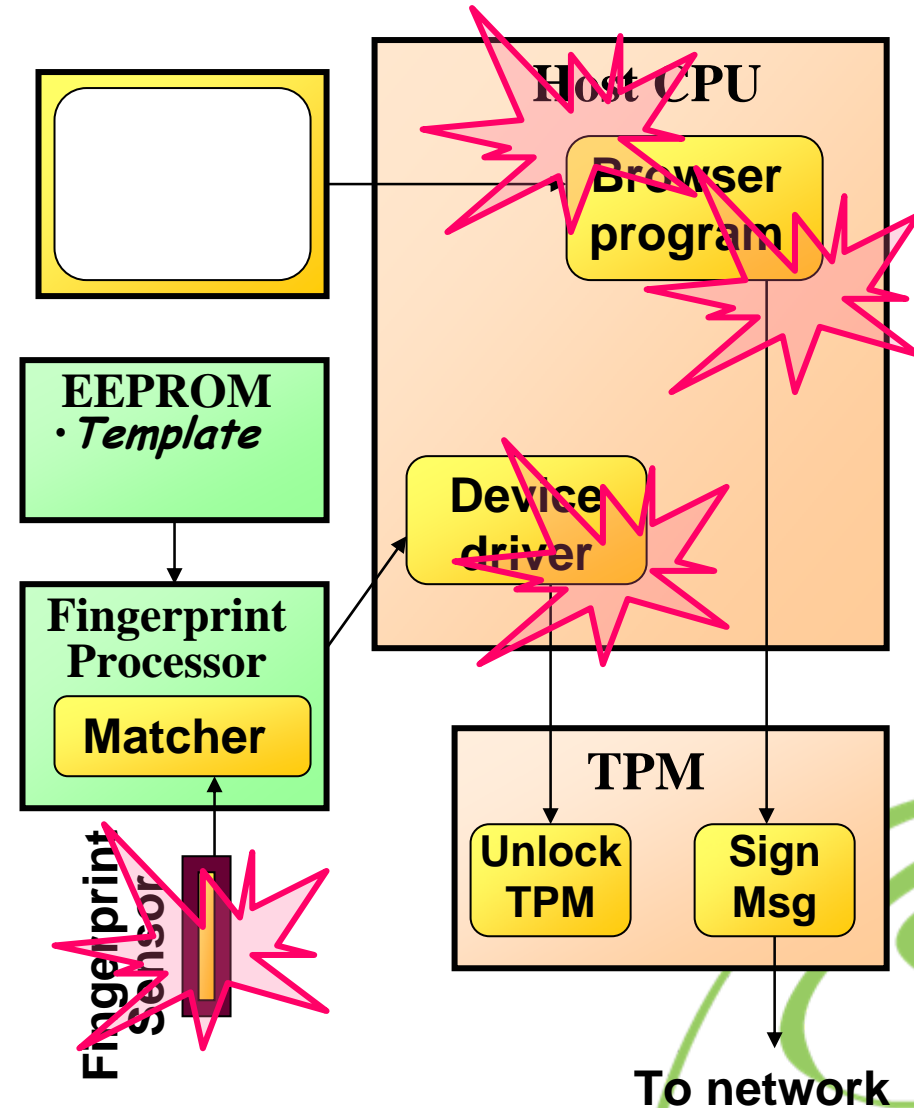 Host CPU
Browser
program
EEPROM
• Template
Device
driver
Fingerprint
Processor
Matcher
TPM
Unlock
TPM
Sign
Msg
Fingerprint
Sensor
To network